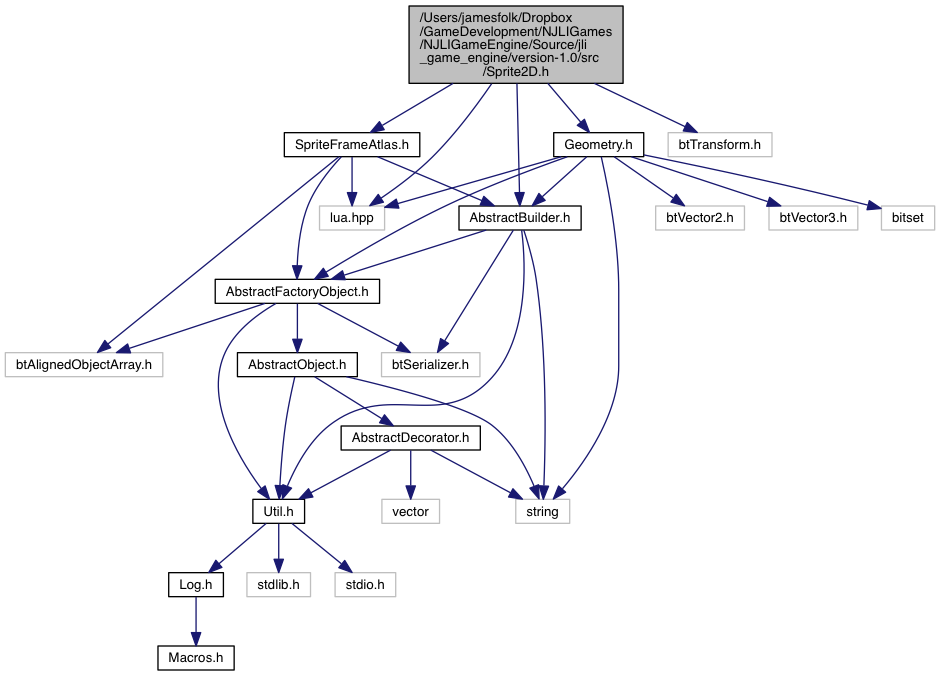 /Users/jamesfolk/Dropbox
/GameDevelopment/NJLIGames
/NJLIGameEngine/Source/jli
_game_engine/version-1.0/src
/Sprite2D.h
SpriteFrameAtlas.h
Geometry.h
btTransform.h
lua.hpp
AbstractBuilder.h
btVector2.h
btVector3.h
bitset
AbstractFactoryObject.h
btAlignedObjectArray.h
AbstractObject.h
btSerializer.h
AbstractDecorator.h
Util.h
vector
string
Log.h
stdlib.h
stdio.h
Macros.h